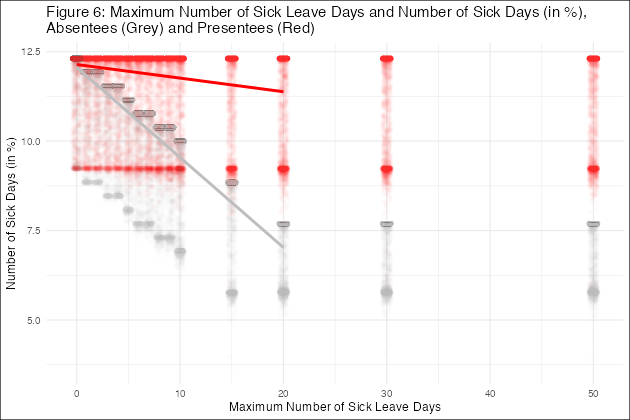 Figure 6: Maximum Number of Sick Leave Days and Number of Sick Days (in %),
Absentees (Grey) and Presentees (Red)
Number of Sick Days (in %)
12.5
10.0
7.5
5.0
0 10 20 30 40 50
Maximum Number of Sick Leave Days